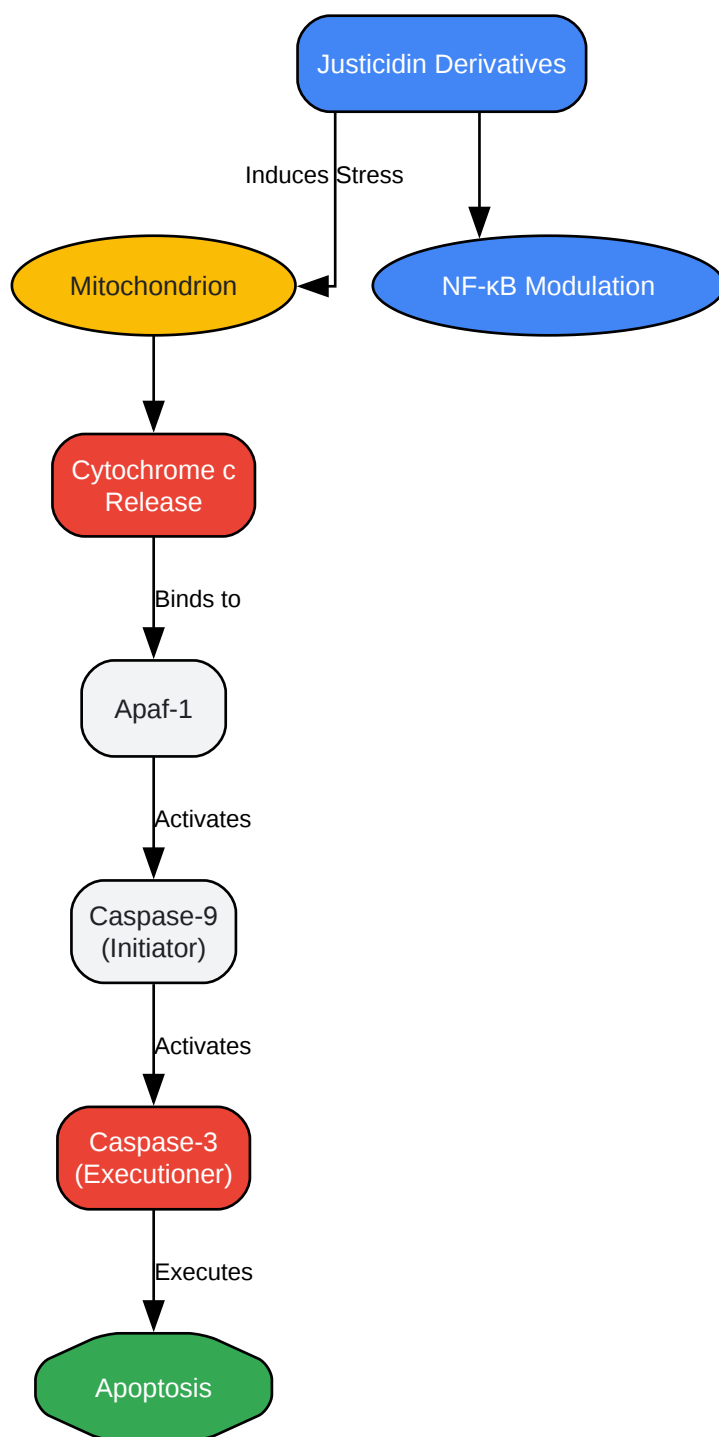 Justicidin Derivatives
Induces Stress
Mitochondrion
NF-κB Modulation
Cytochrome c
Release
Binds to
Apaf-1
Activates
Caspase-9
(Initiator)
Activates
Caspase-3
(Executioner)
Executes
Apoptosis